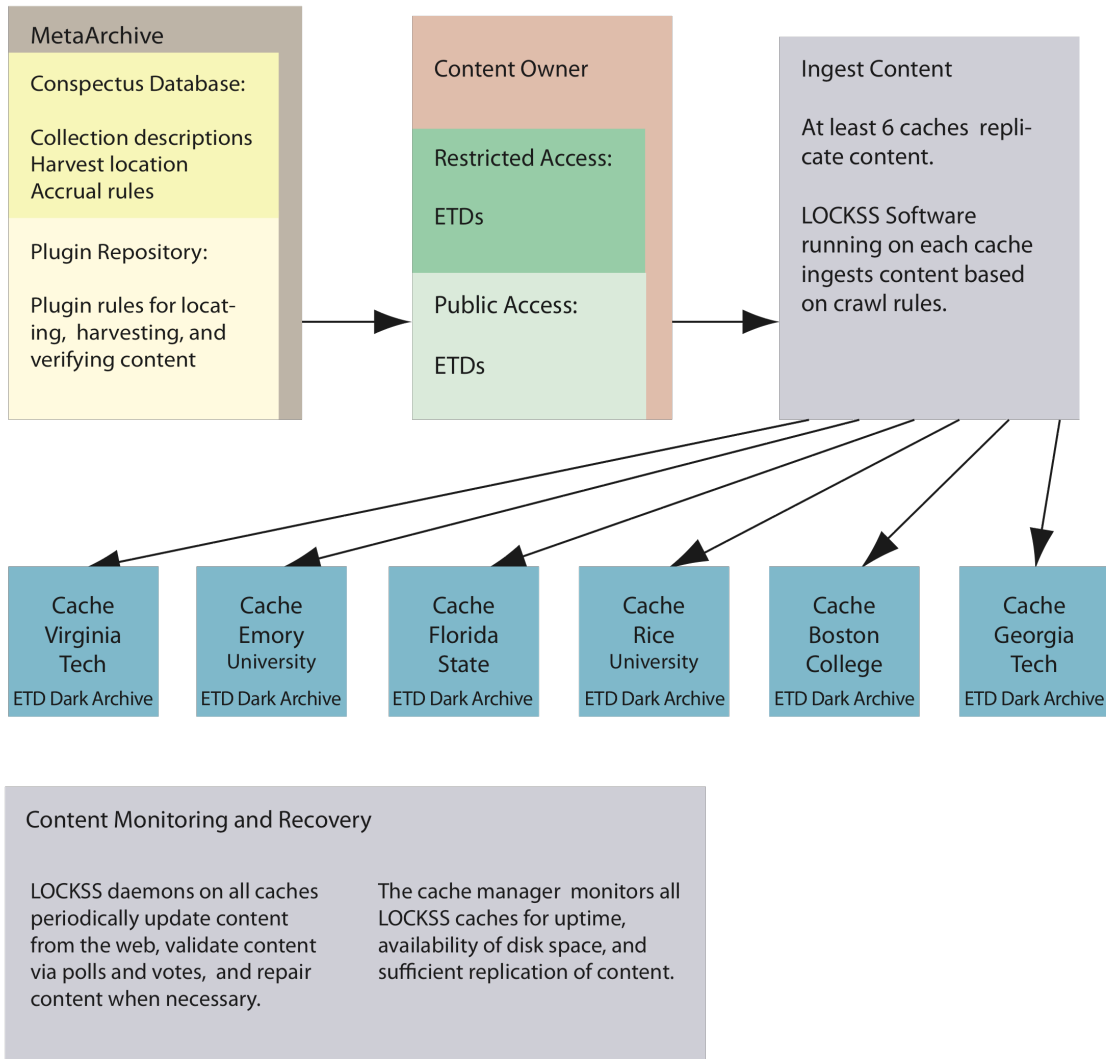 MetaArchive
Conspectus Database:
Collection descriptions
Harvest location
Accrual rules
Plugin Repository:
Plugin rules for locat-
ing, harvesting, and
verifying content
Content Owner
Restricted Access:
ETDs
Public Access:
ETDs
Ingest Content
At least 6 caches repli-
cate content.
LOCKSS Software
running on each cache
ingests content based
on crawl rules.
Cache
Virginia
Tech
ETD Dark Archive
Cache
Emory
University
ETD Dark Archive
Cache
Florida
State
ETD Dark Archive
Cache
Rice
University
ETD Dark Archive
Cache
Boston
College
ETD Dark Archive
Cache
Georgia
Tech
ETD Dark Archive
Content Monitoring and Recovery
LOCKSS daemons on all caches
periodically update content
from the web, validate content
via polls and votes, and repair
content when necessary.
The cache manager monitors all
LOCKSS caches for uptime,
availability of disk space, and
sufficient replication of content.